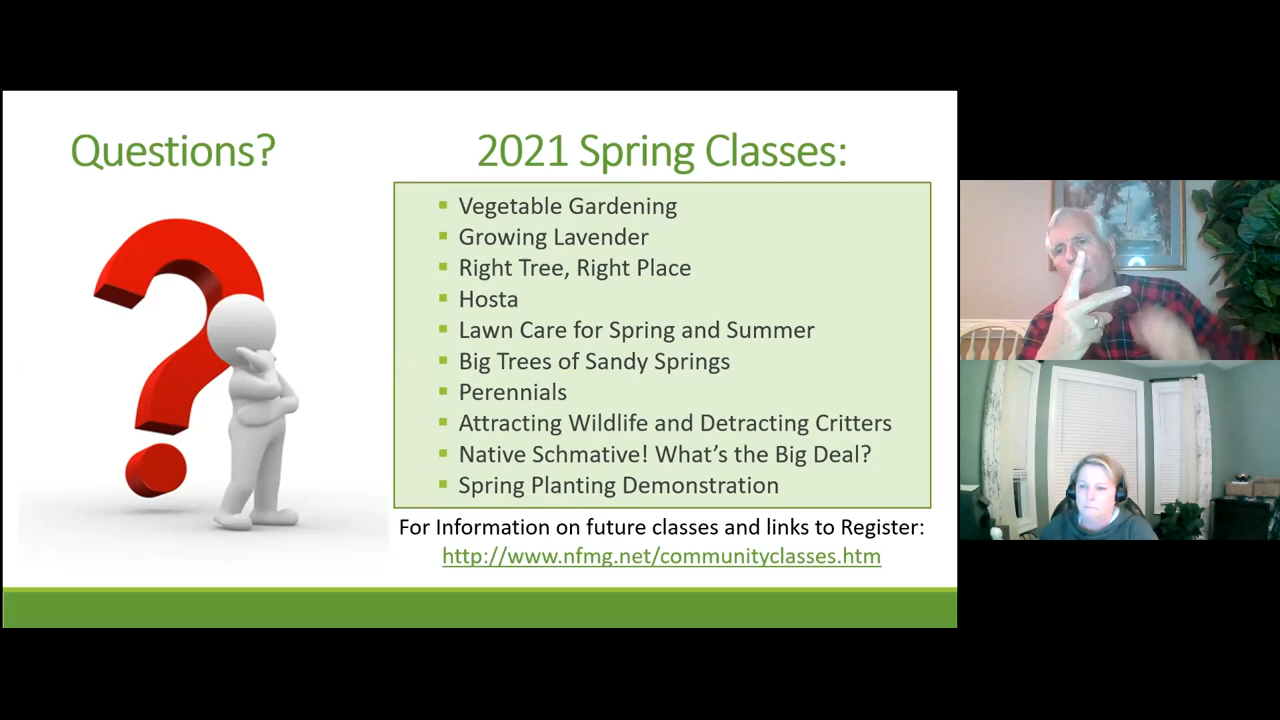 Questions?
2021 Spring Classes:
Vegetable Gardening
Growing Lavender
Right Tree, Right Place
Hosta
Lawn Care for Spring and Summer
Big Trees of Sandy Springs
Perennials
Attracting Wildlife and Detracting Critters
Native Schmative! What's the Big Deal?
Spring Planting Demonstration
For Information on future classes and links to Register:
http://www.nfmg.net/communityclasses.htm